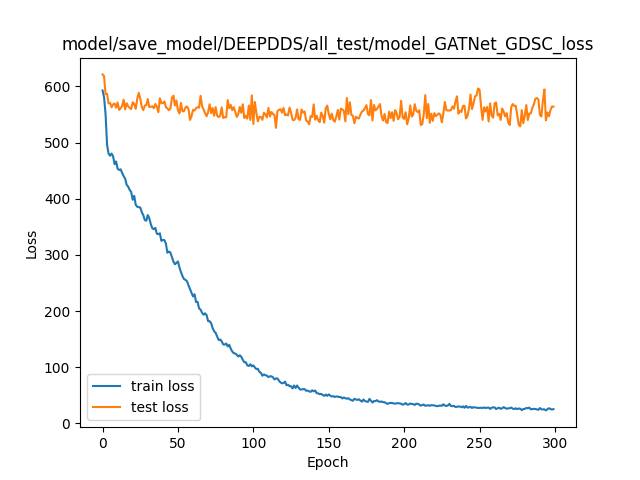 model/save_model/DEEPDDS/all_test/model_GATNet_GDSC_loss
600
500
400
300
200
100
0
Loss
train loss
test loss
0 50 100 150 200 250 300
Epoch